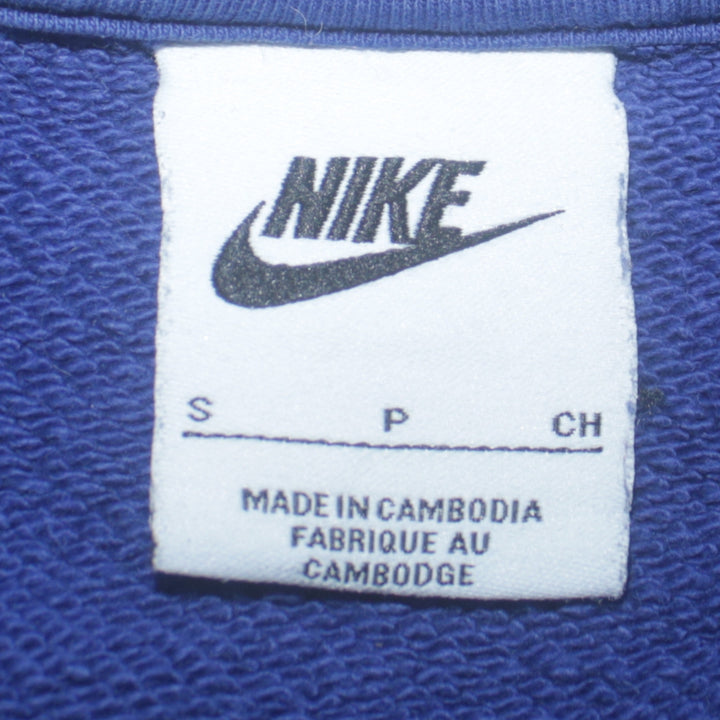 NIKE
S P CH
MADE IN CAMBODIA
FABRIQUE AU
CAMBODGE